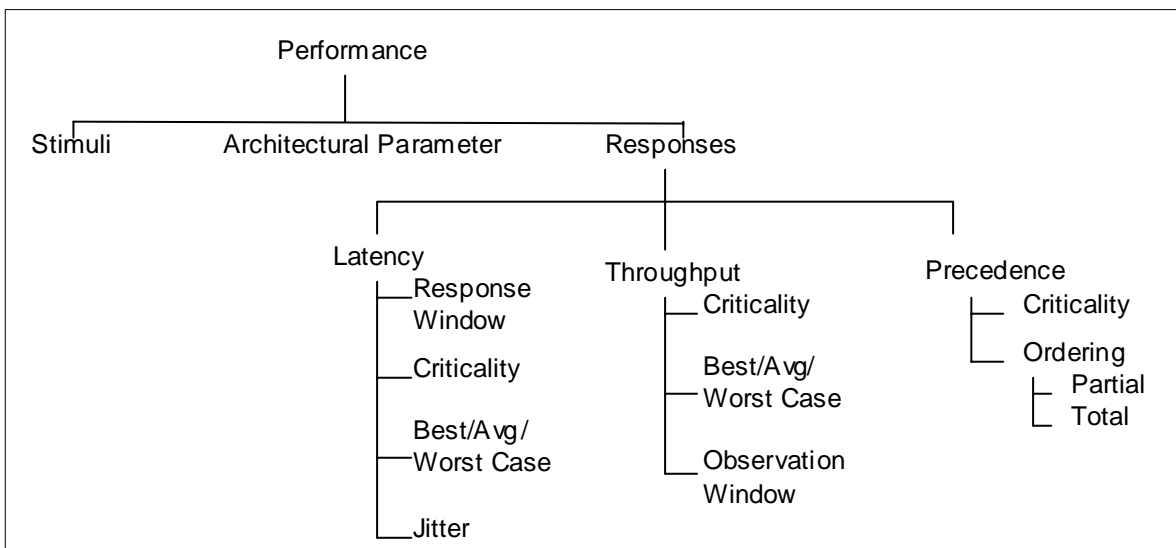 Performance
Stimuli
Architectural Parameter
Responses
Latency
Response
Window
Criticality
Best/Avg/
Worst Case
Jitter
Throughput
Criticality
Best/Avg/
Worst Case
Observation
Window
Precedence
Criticality
Ordering
Partial
Total